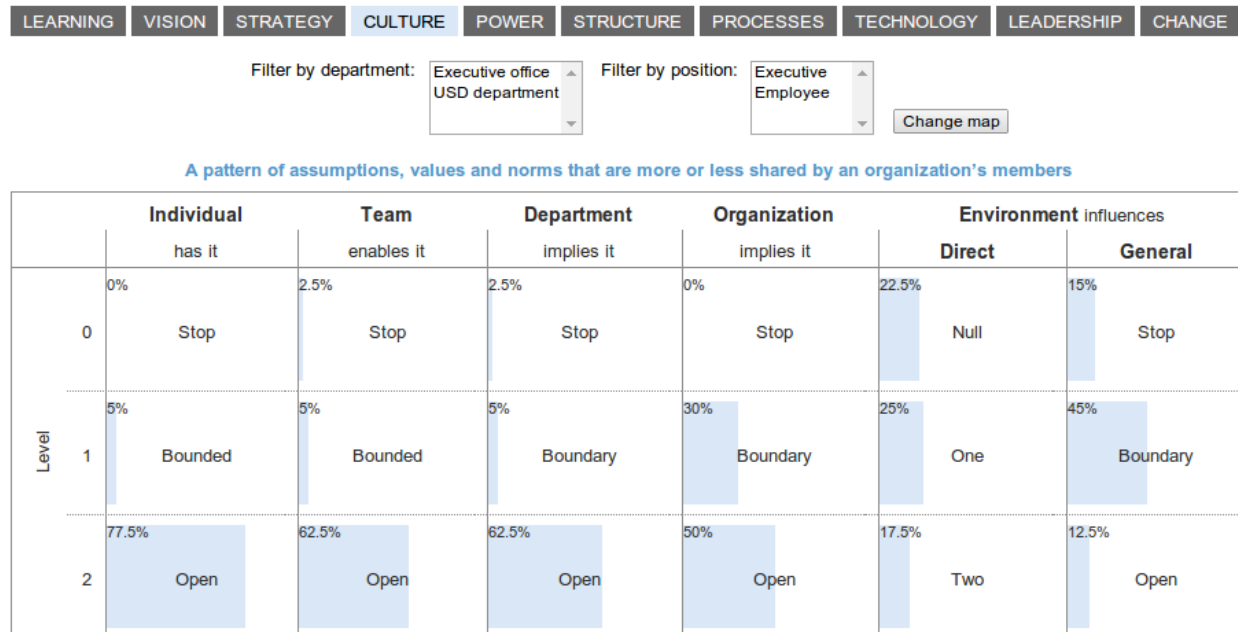 LEARNING VISION STRATEGY CULTURE POWER STRUCTURE PROCESSES TECHNOLOGY LEADERSHIP CHANGE
Filter by department: Executive office Filter by position: Executive
USD department Employee
Change map
A pattern of assumptions, values and norms that are more or less shared by an organization's members
Individual Team Department Organization Environment influences
has it enables it implies it implies it Direct General
0% 2.5% 2.5% 0% 22.5% 15%
0 Stop Stop Stop Stop Null Stop
5% 5% 5% 30% 25% 45%
Level 1 Bounded Bounded Boundary Boundary One Boundary
77.5% 62.5% 62.5% 50% 17.5% 12.5%
2 Open Open Open Open Two Open